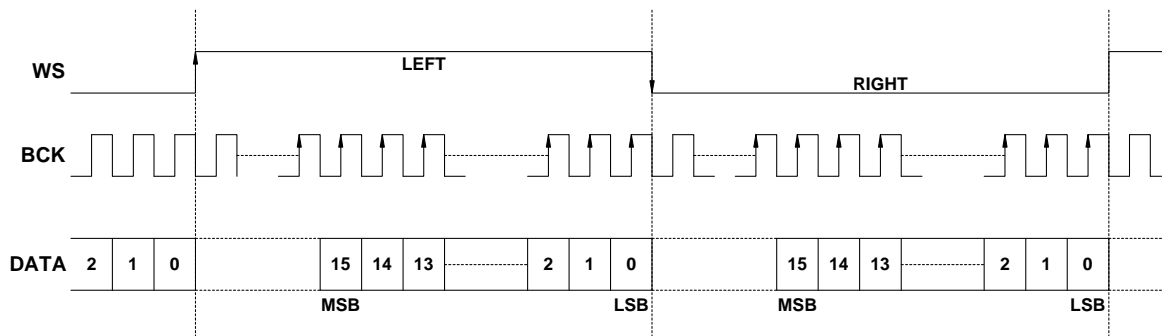 LEFT
WS
RIGHT
BCK
DATA 2 1 0 15 14 13 2 1 0 15 14 13 2 1 0
MSB LSB MSB LSB